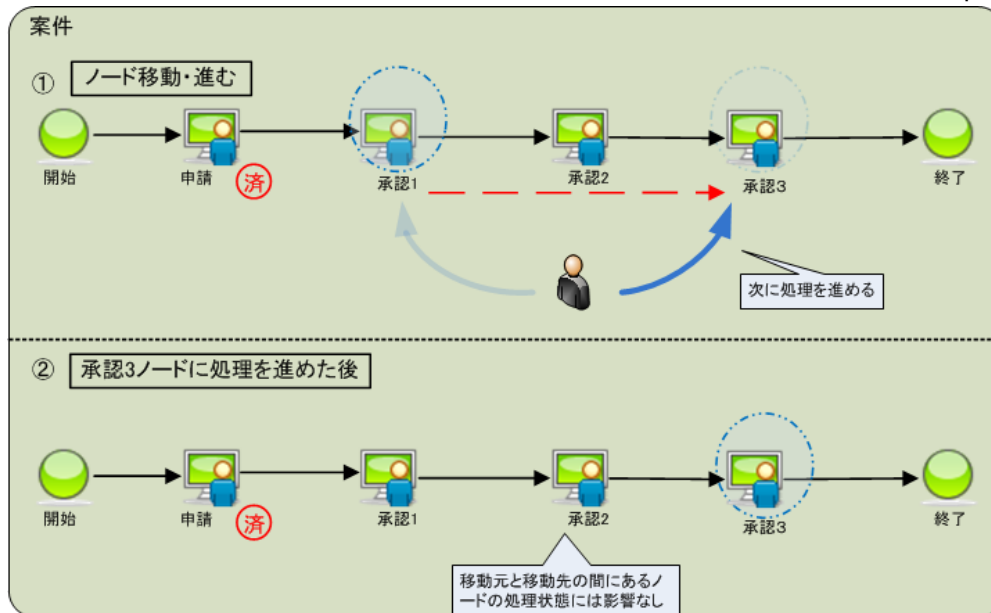 案件
① ノード移動・進む
開始
申請
済
承認1
承認2
承認3
終了
次に処理を進める
② 承認3ノードに処理を進めた後
開始
申請
済
承認1
承認2
承認3
終了
移動元と移動先の間にあるノ
ードの処理状態には影響なし